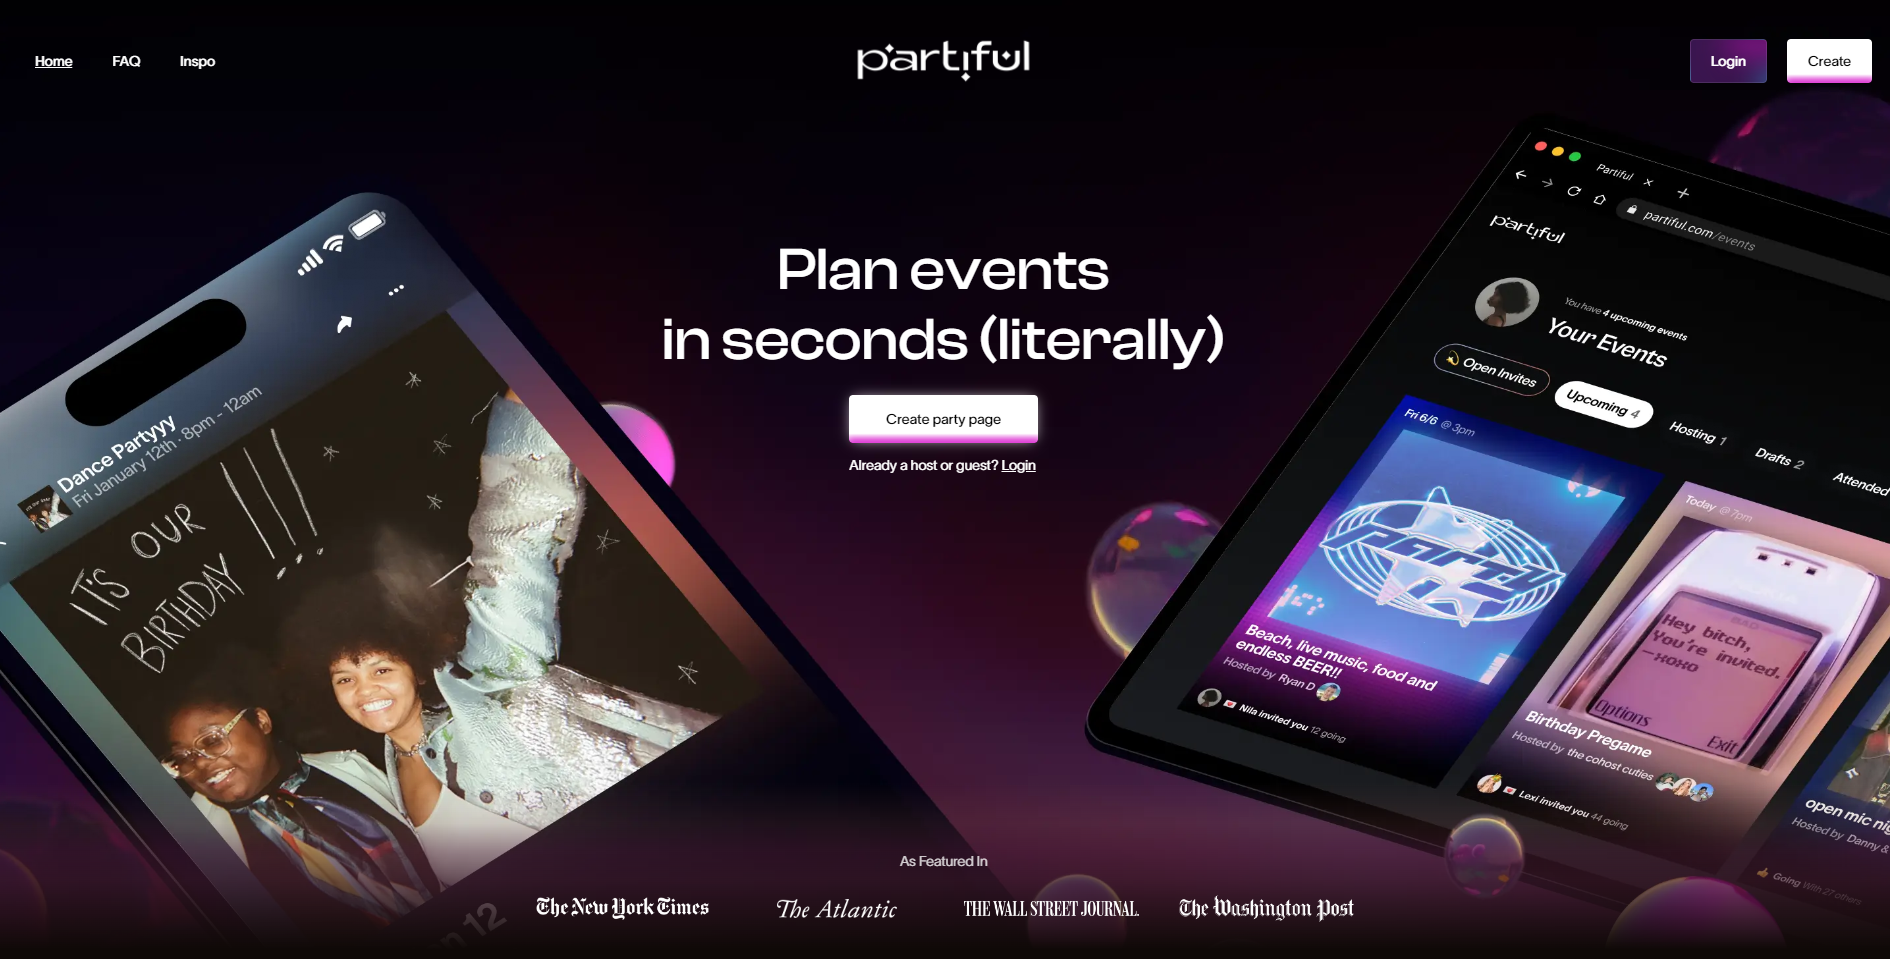 Home
FAQ
Inspo
partiful
Login
Create
Plan events
in seconds (literally)
Create party page
Already a host or guest? Login
Dance Partyyy
Fri January 12th · 8pm - 12am
IT'S OUR
BIRTHDAY !!!
Partiful
partiful.com/events
partiful
You have 4 upcoming events
Your Events
Open Invites
Upcoming 4
Hosting 1
Drafts 2
Attended
Fri 6/6 @ 3pm
party
Beach, live music, food and
endless BEER!!
Hosted by Ryan D
Nila invited you 12 going
Today @ 7pm
Hey bitch,
You're invited.
—xoxo
Options
Exit
Birthday Pregame
Hosted by the cohost cuties
Lexi invited you 44 going
open mic nig
Hosted by Danny &
Going With 27 others
As Featured In
The New York Times
The Atlantic
THE WALL STREET JOURNAL.
The Washington Post